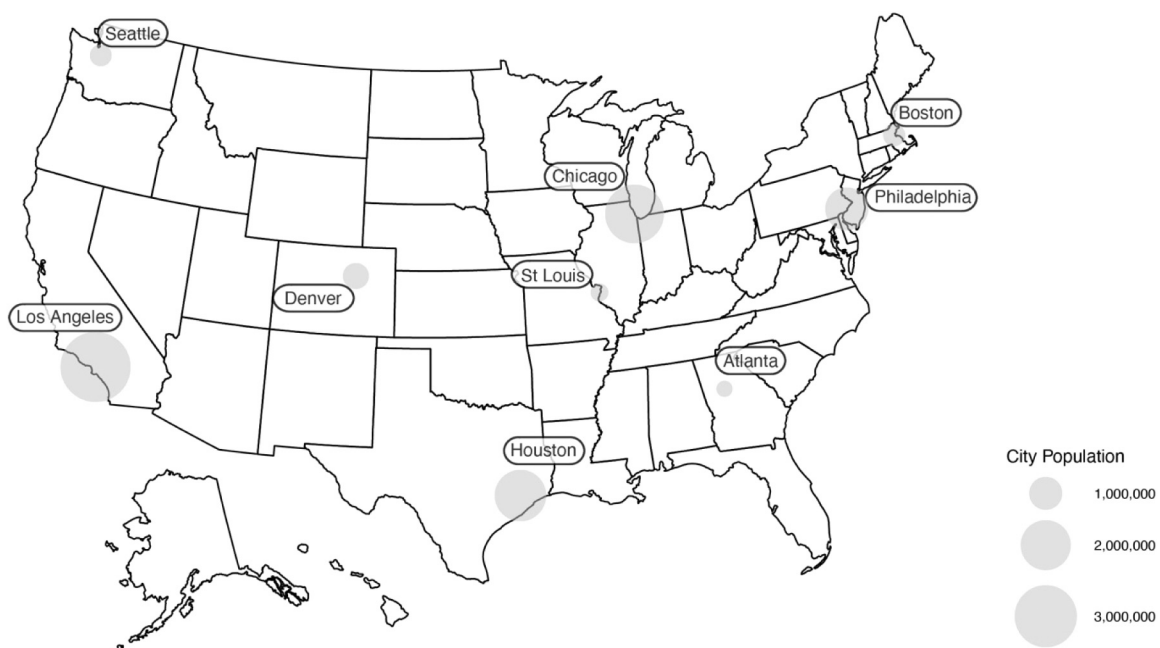 Seattle
Boston
Chicago
Philadelphia
St Louis
Denver
Los Angeles
Atlanta
Houston
City Population
1,000,000
2,000,000
3,000,000